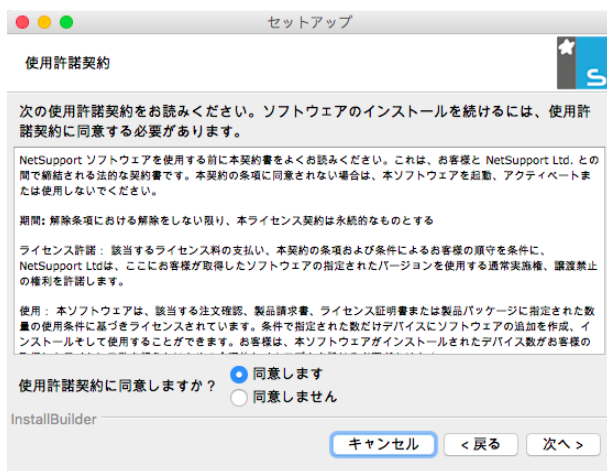 セットアップ
使用許諾契約
S
次の使用許諾契約をお読みください。ソフトウェアのインストールを続けるには、使用許
諾契約に同意する必要があります。
NetSupport ソフトウェアを使用する前に本契約書をよくお読みください。これは、お客様と NetSupport Ltd. との
間で締結される法的な契約書です。本契約の条項に同意されない場合は、本ソフトウェアを起動、アクティベートま
たは使用しないでください。
期間: 解除条項における解除をしない限り、本ライセンス契約は永続的なものとする
ライセンス許諾： 該当するライセンス料の支払い、本契約の条項および条件によるお客様の順守を条件に、
NetSupport Ltdは、ここにお客様が取得したソフトウェアの指定されたバージョンを使用する通常実施権、譲渡禁止
の権利を許諾します。
使用： 本ソフトウェアは、該当する注文確認、製品請求書、ライセンス証明書または製品パッケージに指定された数
量の使用条件に基づきライセンスされています。条件で指定された数だけデバイスにソフトウェアの追加を作成、イ
ンストールそして使用することができます。お客様は、本ソフトウェアがインストールされたデバイス数がお客様の
使用許諾契約に同意しますか？
同意します
同意しません
InstallBuilder
キャンセル
< 戻る
次へ >